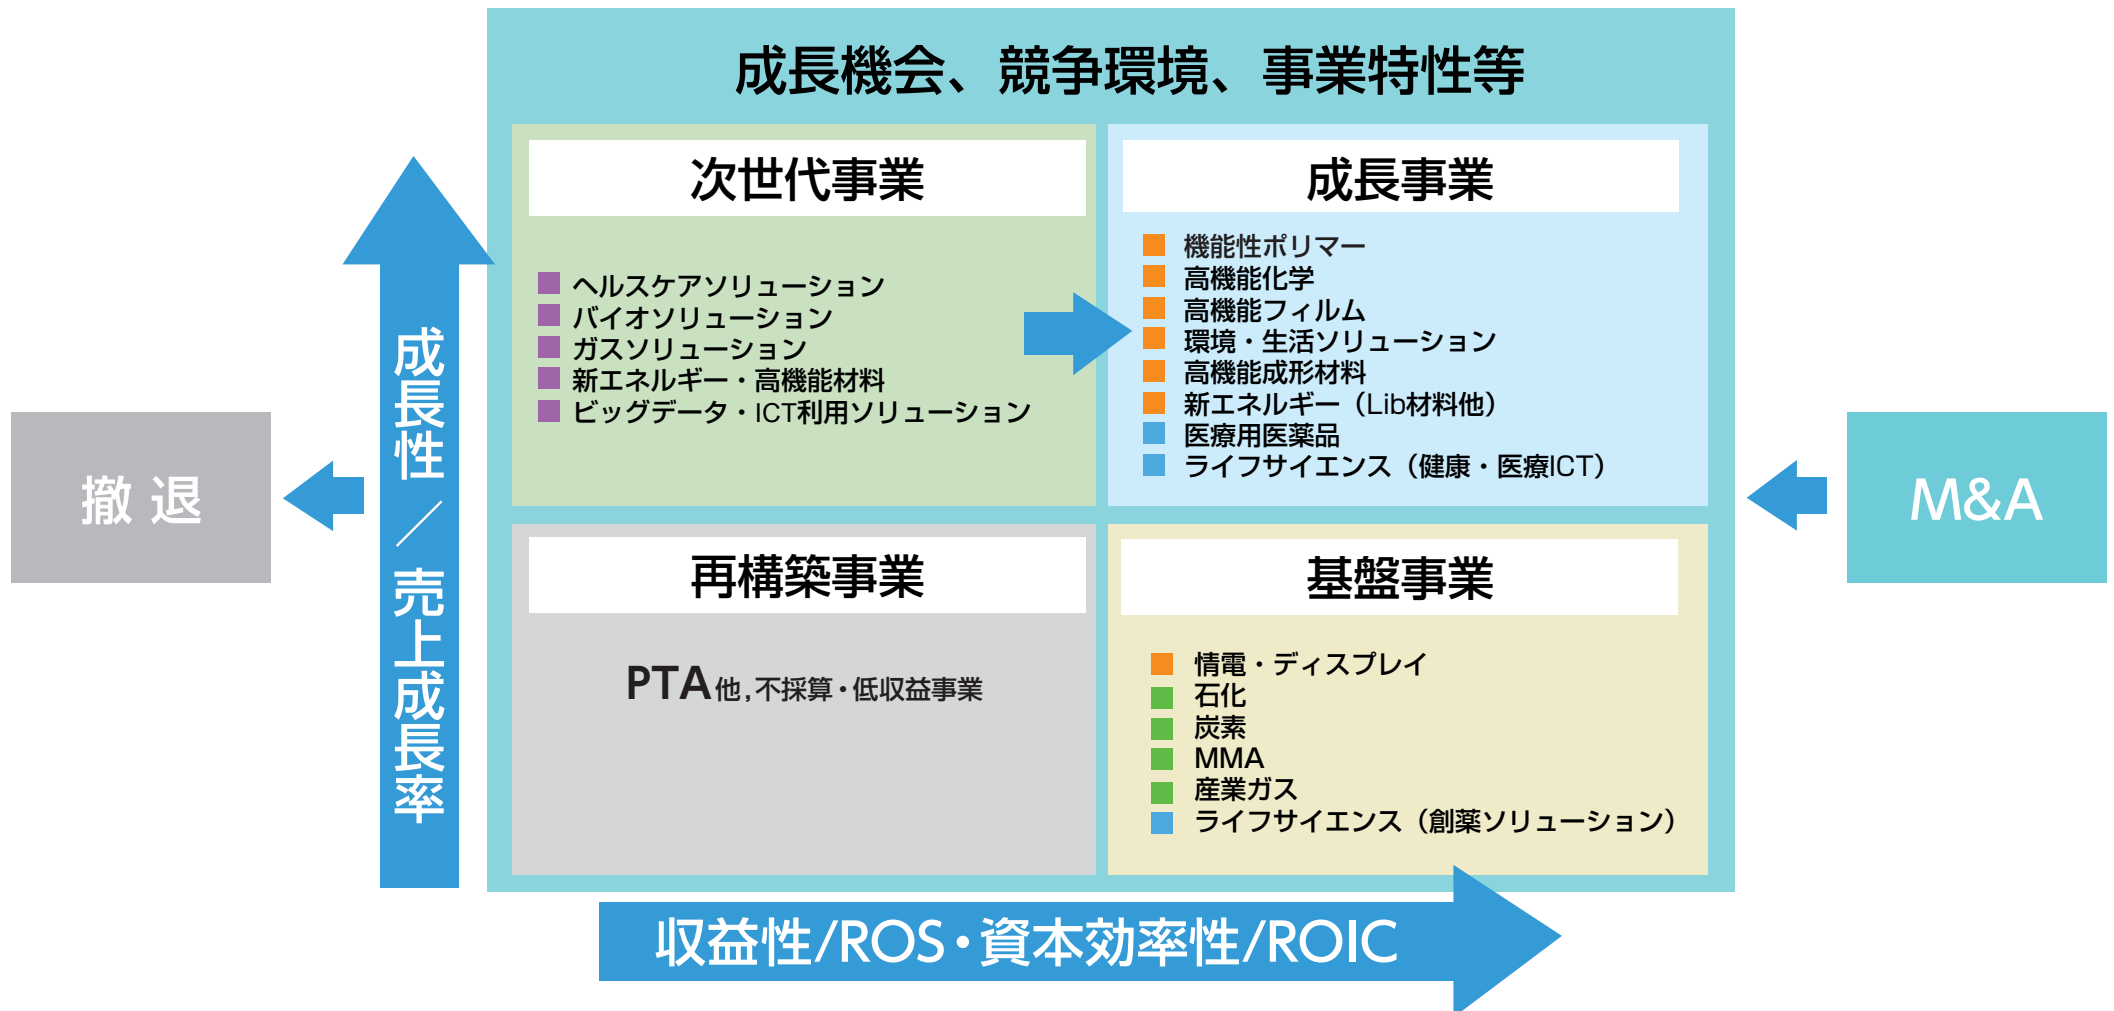 成長機会、競争環境、事業特性等
次世代事業
ヘルスケアソリューション
バイオソリューション
ガスソリューション
新エネルギー・高機能材料
ビッグデータ・ICT利用ソリューション
成長事業
機能性ポリマー
高機能化学
高機能フィルム
環境・生活ソリューション
高機能成形材料
新エネルギー（Lib材料他）
医療用医薬品
ライフサイエンス（健康・医療ICT）
成長性／売上成長率
撤退
M&A
再構築事業
PTA他,不採算・低収益事業
基盤事業
情電・ディスプレイ
石化
炭素
MMA
産業ガス
ライフサイエンス（創薬ソリューション）
収益性/ROS・資本効率性/ROIC